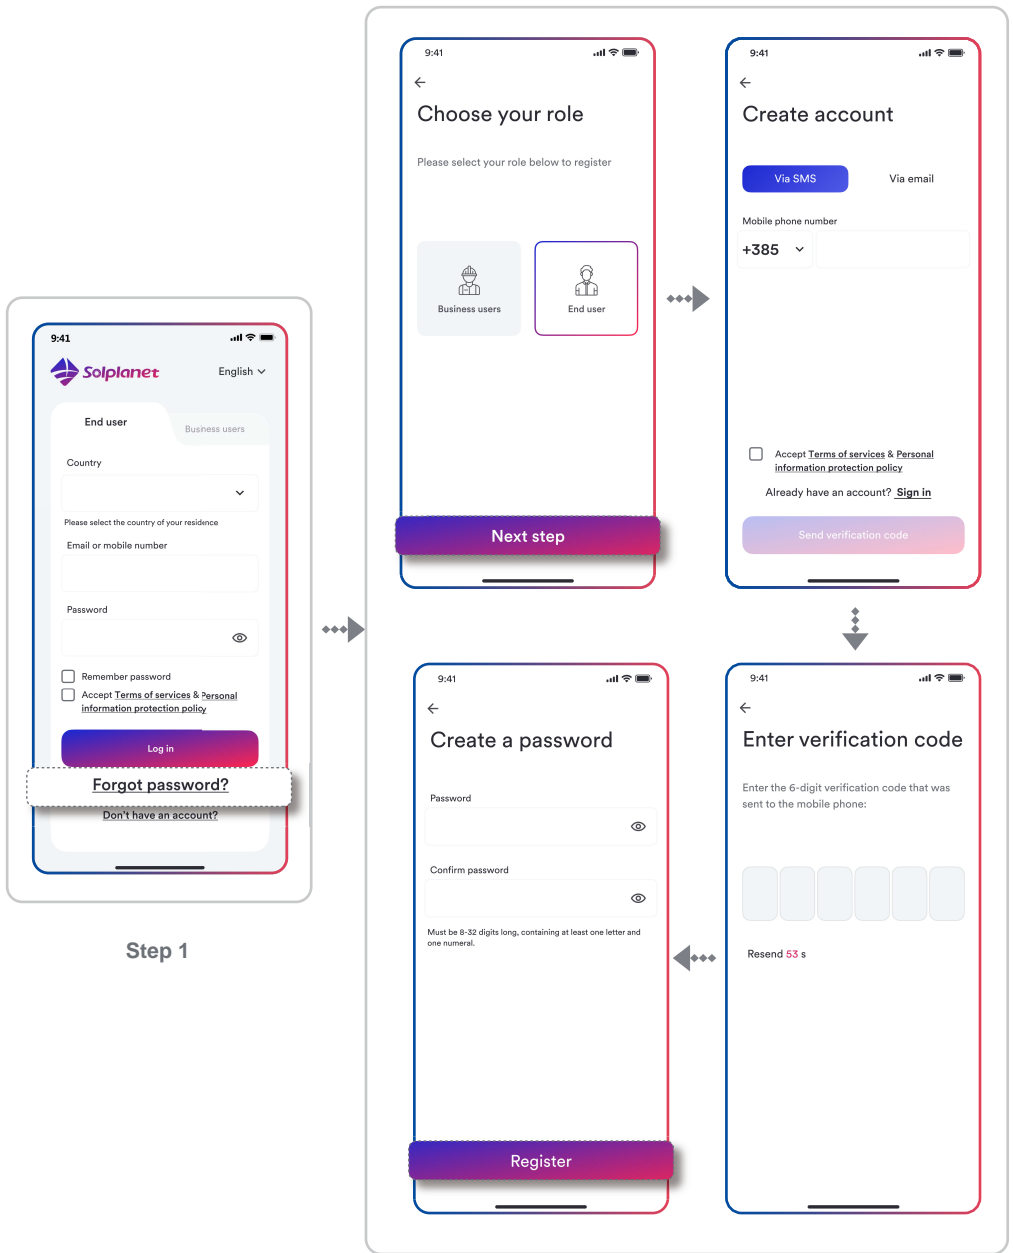 9:41
Solplanet
English
End user
Business users
Country
Please select the country of your residence
Email or mobile number
Password
Remember password
Accept Terms of services & Personal
information protection policy
Log in
Forgot password?
Don't have an account?
Step 1
9:41
Choose your role
Please select your role below to register
Business users
End user
Next step
9:41
Create account
Via SMS
Via email
Mobile phone number
+385
Accept Terms of services & Personal
information protection policy
Already have an account? Sign in
Send verification code
9:41
Enter verification code
Enter the 6-digit verification code that was
sent to the mobile phone:
Resend 53 s
9:41
Create a password
Password
Confirm password
Must be 8-32 digits long, containing at least one letter and
one numeral.
Register